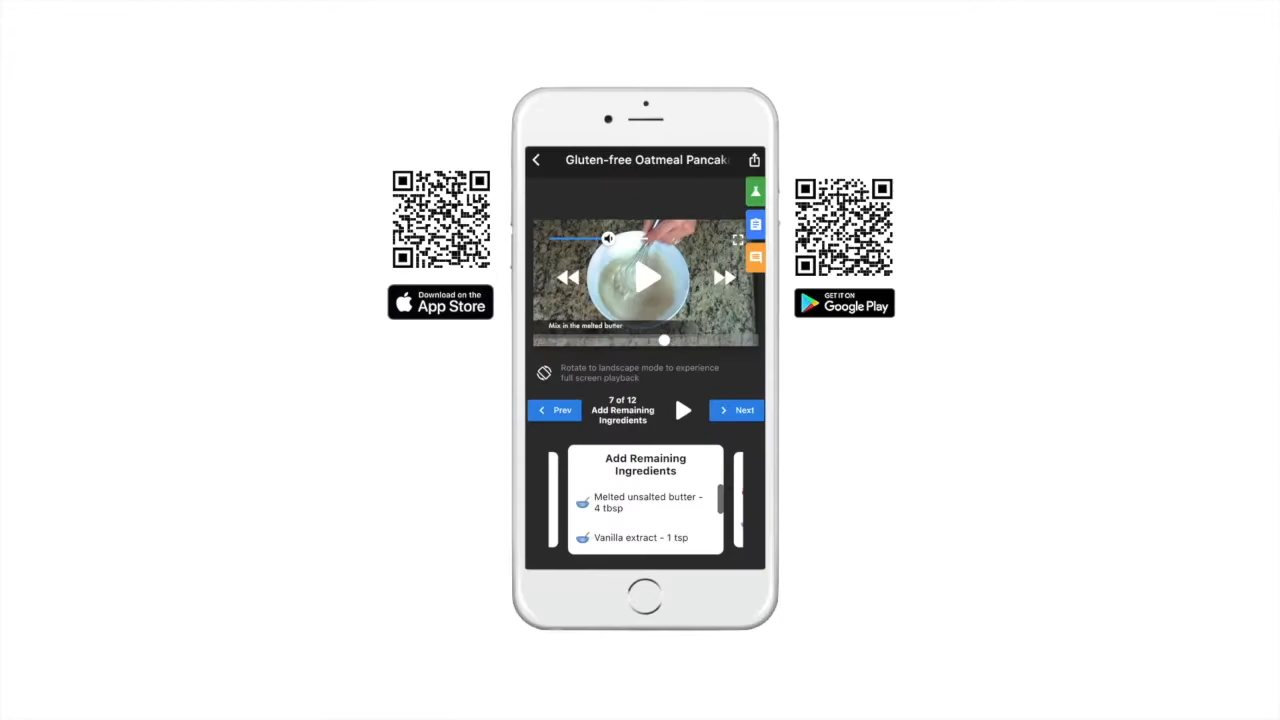 Gluten-free Oatmeal Pancak
Mix in the melted butter
Rotate to landscape mode to experience
full screen playback
Prev
7 of 12
Add Remaining
Ingredients
Next
Add Remaining
Ingredients
Melted unsalted butter -
4 tbsp
Vanilla extract - 1 tsp
Download on the
App Store
GET IT ON
Google Play